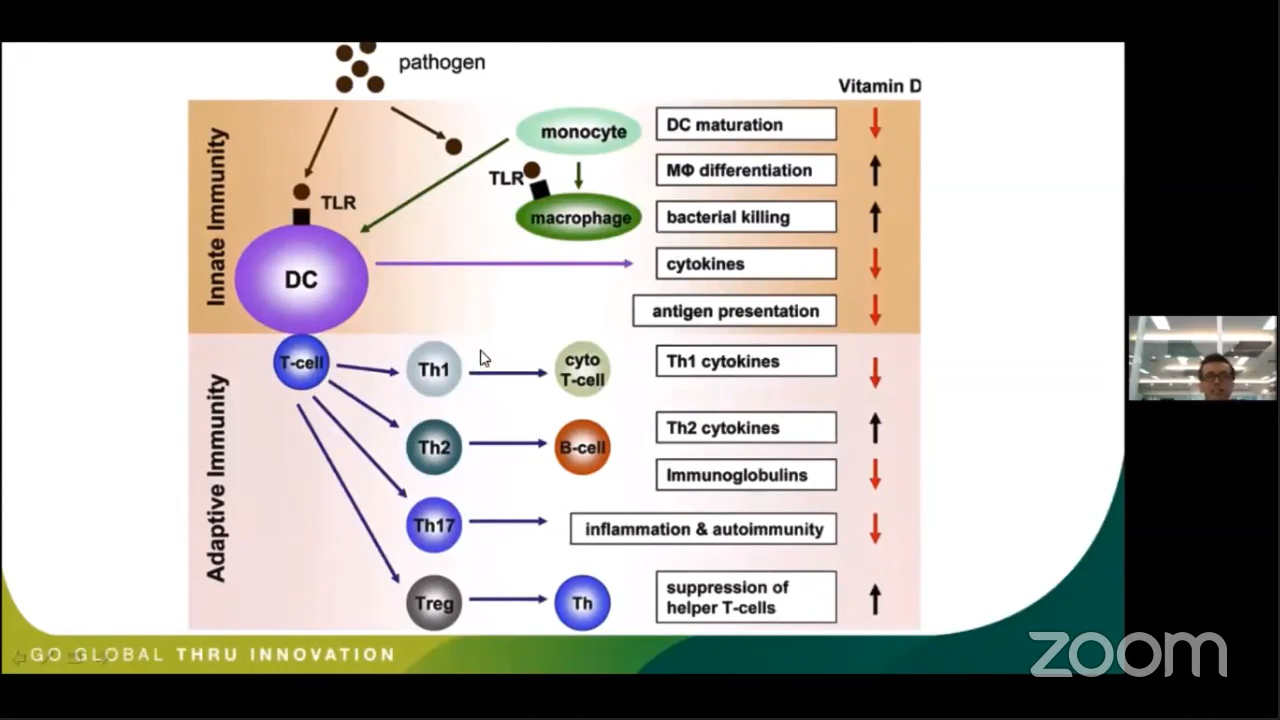 pathogen
Vitamin D
Innate Immunity
monocyte
DC maturation
TLR
MΦ differentiation
TLR
macrophage
bacterial killing
DC
cytokines
antigen presentation
Adaptive Immunity
T-cell
Th1
cyto
T-cell
Th1 cytokines
Th2
B-cell
Th2 cytokines
Immunoglobulins
Th17
inflammation & autoimmunity
Treg
Th
suppression of
helper T-cells
GO GLOBAL THRU INNOVATION
zoom